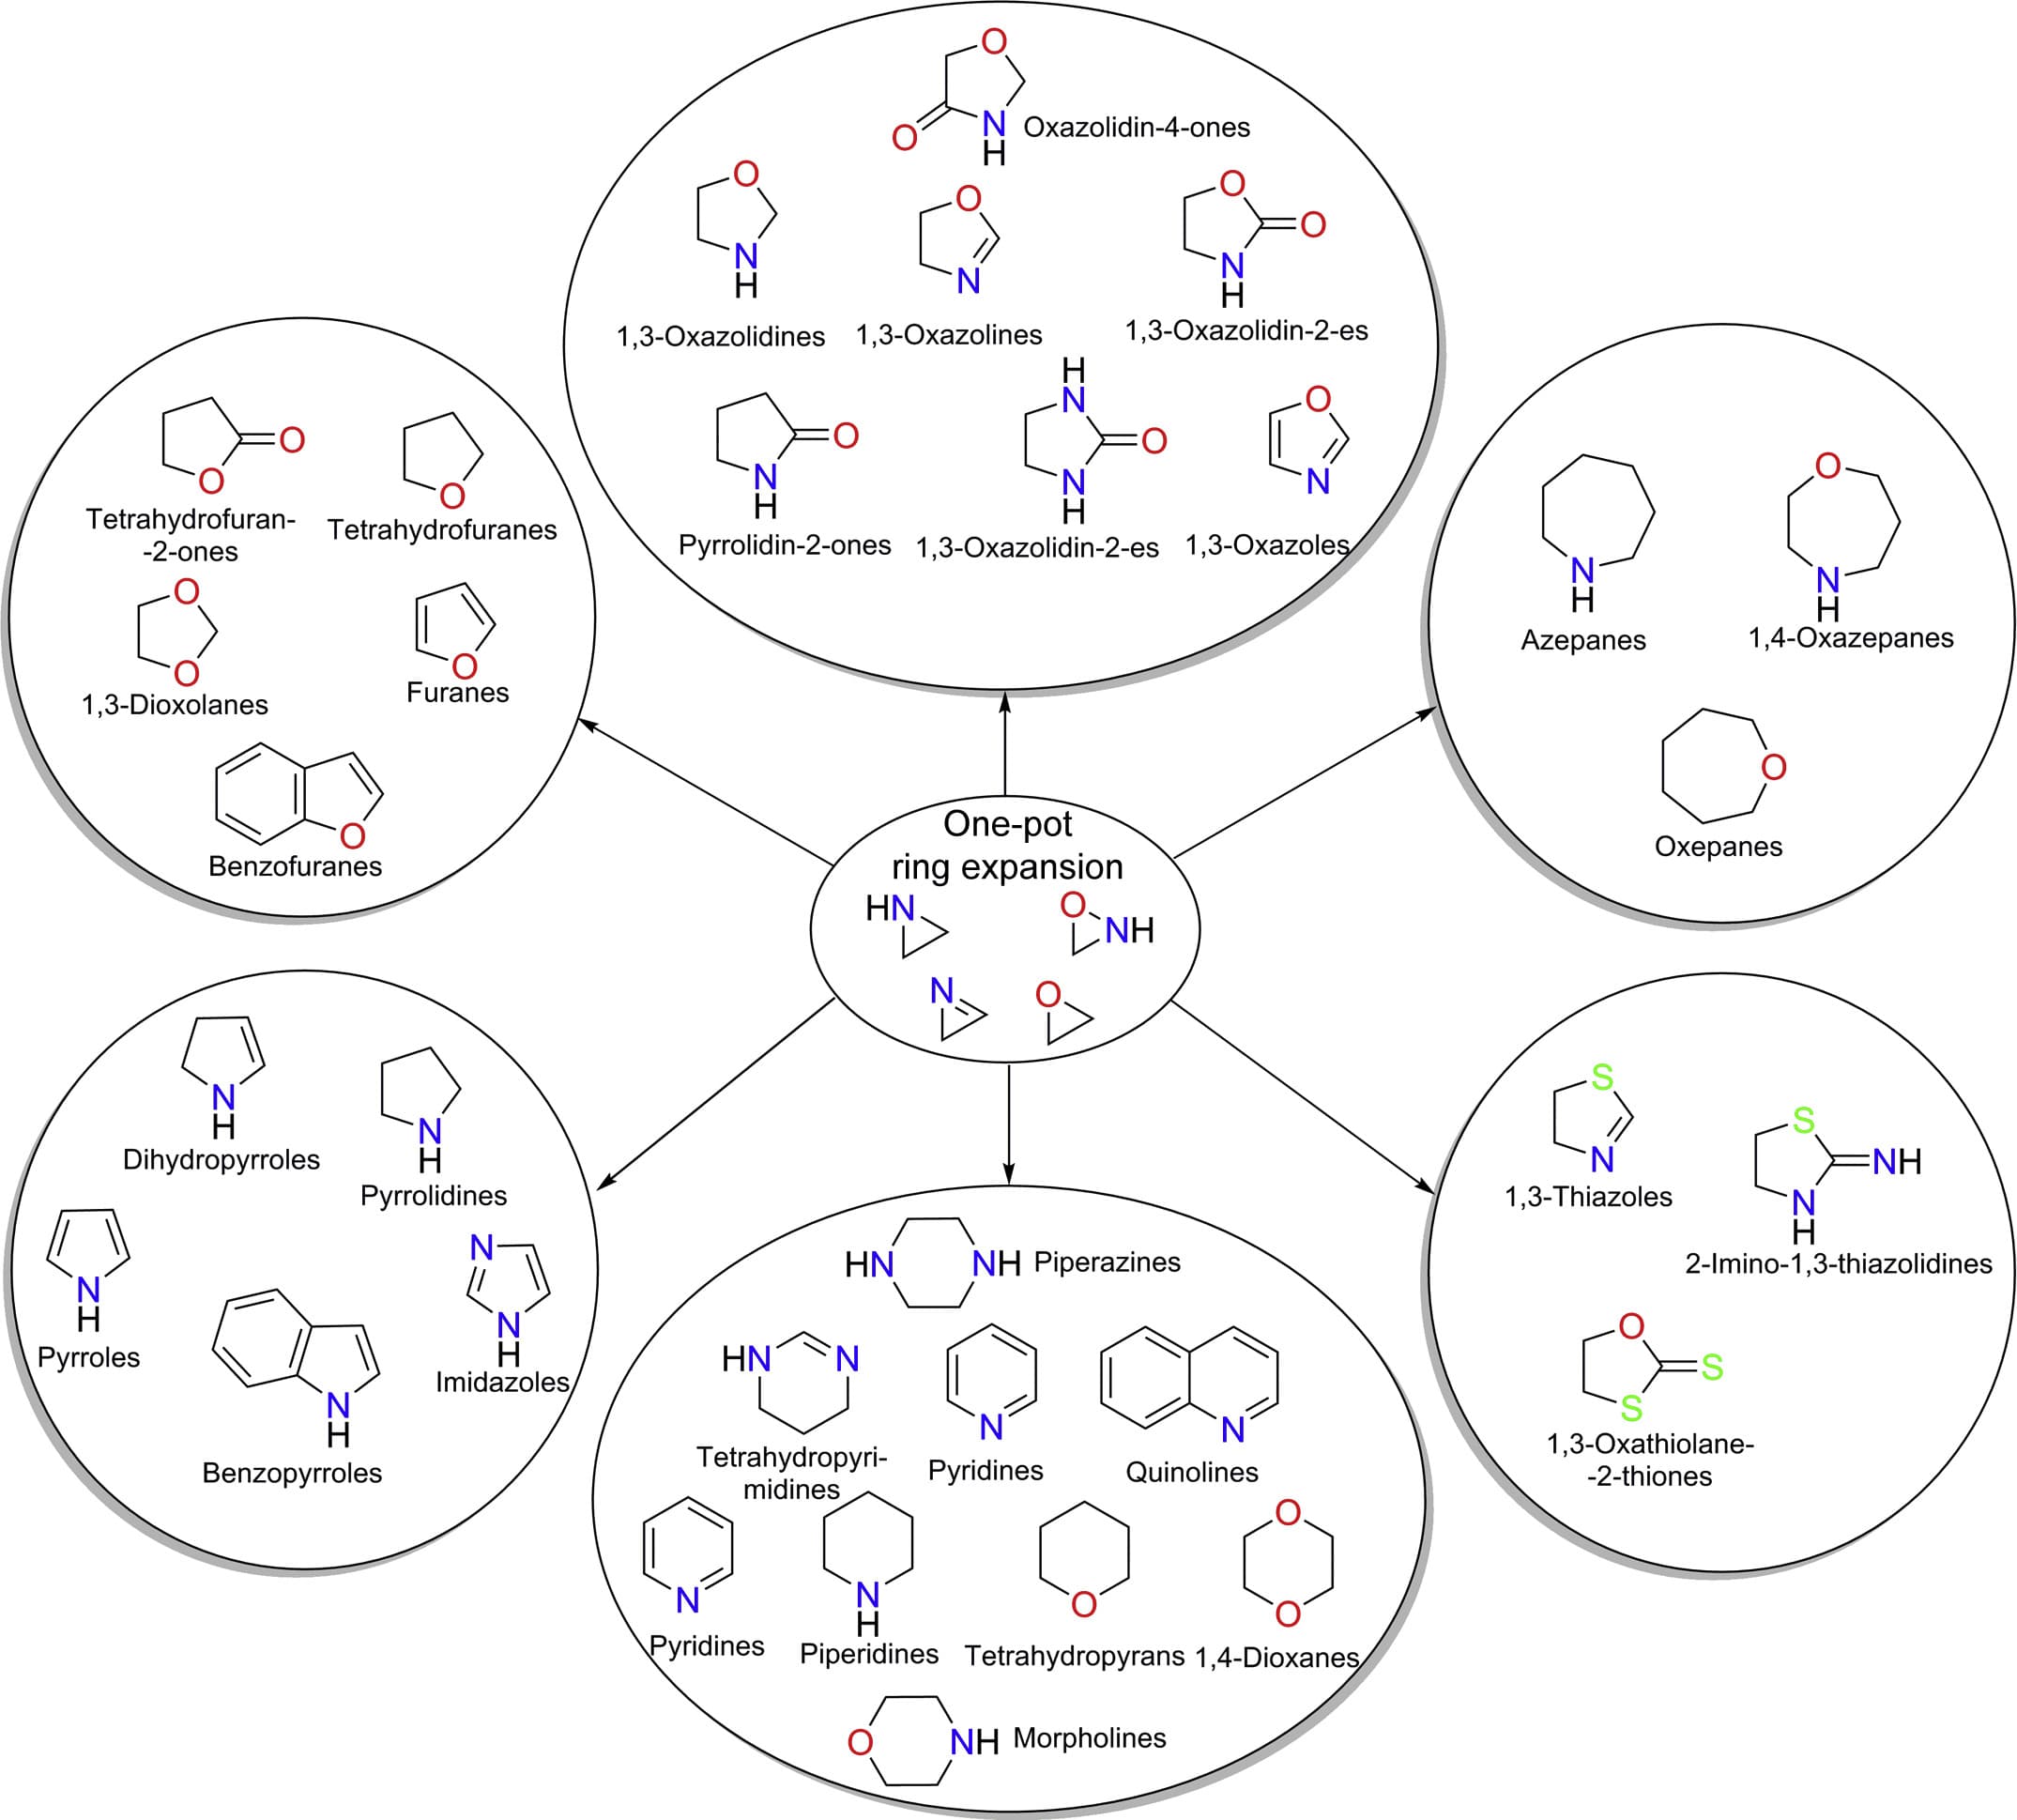 O
O
N
H
Oxazolidin-4-ones
O
N
H
1,3-Oxazolidines
O
N
1,3-Oxazolines
O
O
N
H
1,3-Oxazolidin-2-es
O
N
H
Pyrrolidin-2-ones
H
N
O
N
H
1,3-Oxazolidin-2-es
O
N
1,3-Oxazoles
O
O
Tetrahydrofuran-
-2-ones
O
Tetrahydrofuranes
O
O
1,3-Dioxolanes
O
Furanes
O
Benzofuranes
N
H
Azepanes
O
N
H
1,4-Oxazepanes
O
Oxepanes
One-pot
ring expansion
HN
O
NH
N
O
N
H
Dihydropyrroles
N
H
Pyrrolidines
N
H
Pyrroles
N
H
Benzopyrroles
N
N
H
Imidazoles
S
N
1,3-Thiazoles
S
NH
N
H
2-Imino-1,3-thiazolidines
O
S
S
1,3-Oxathiolane-
-2-thiones
HN
NH
Piperazines
HN
N
Tetrahydropyri-
midines
N
Pyridines
N
Quinolines
N
Pyridines
N
H
Piperidines
O
Tetrahydropyrans
O
O
1,4-Dioxanes
O
NH
Morpholines